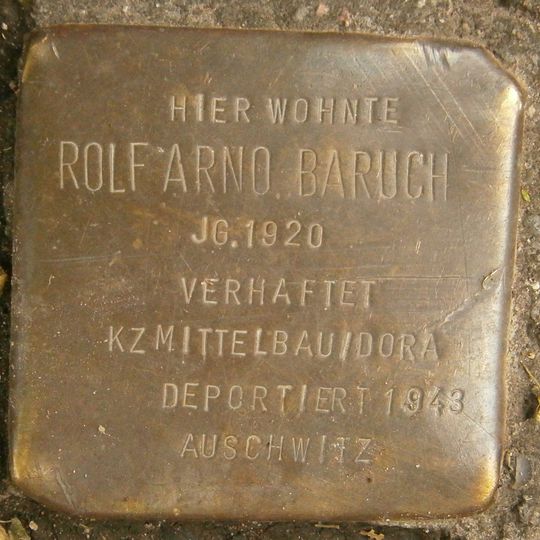 HIER WOHNTE
ROLF ARNO BARUCH
JG. 1920
VERHAFTET
KZ MITTELBAU/DORA
DEPORTIERT 1943
AUSCHWITZ